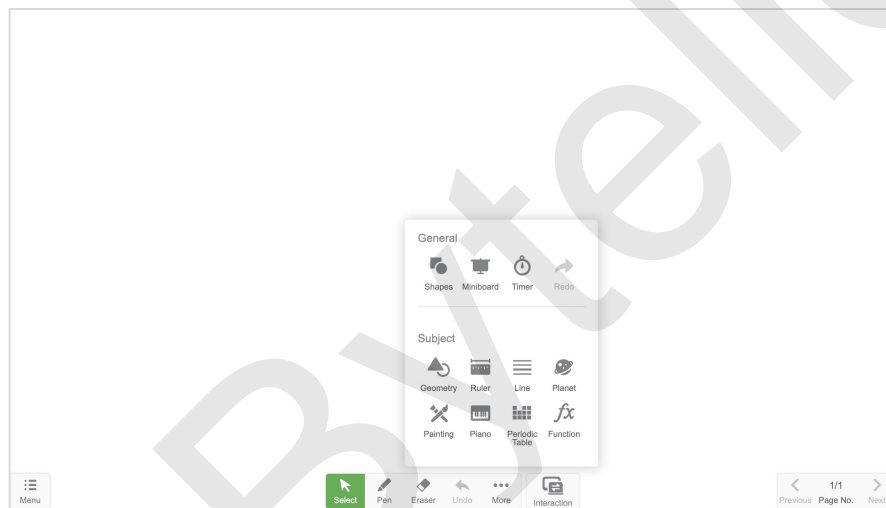 General
Shapes Miniboard Timer Redo
Subject
Geometry Ruler Line Planet
Painting Piano Periodic Table Function
Menu Select Pen Eraser Undo More Interaction Previous 1/1 Page No. Next
Bytello